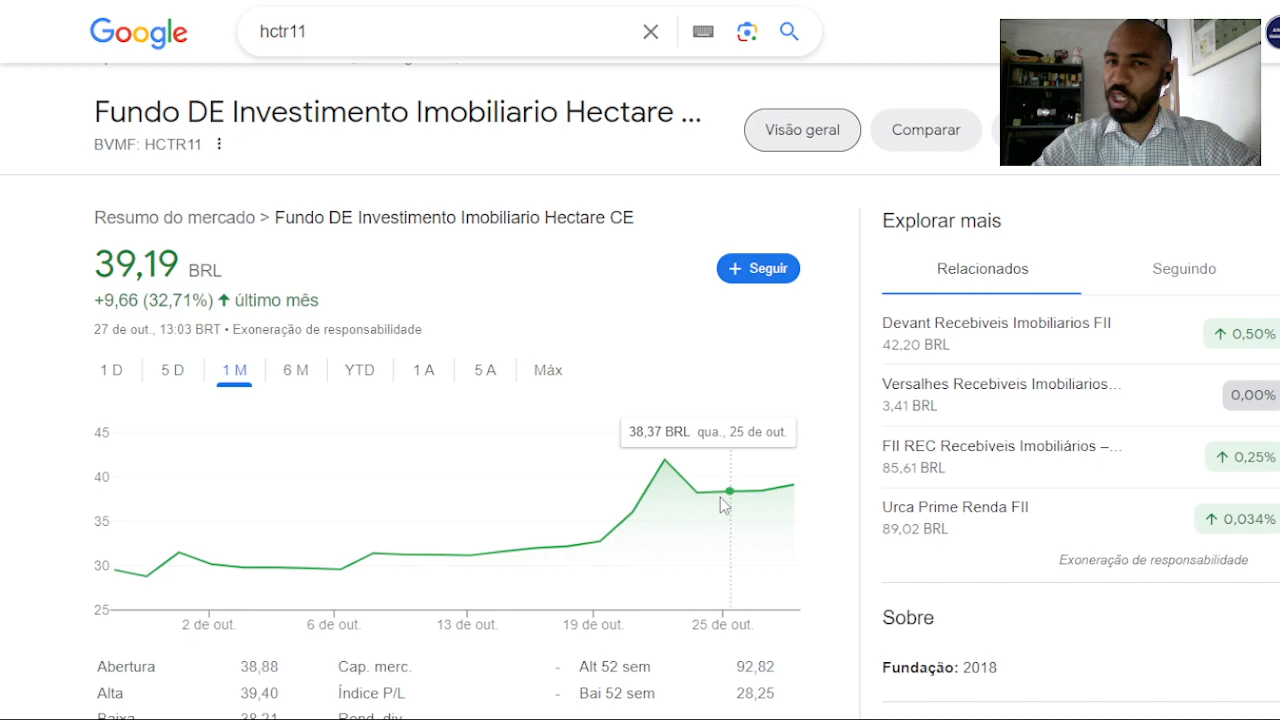 Google
hctr11
Fundo DE Investimento Imobiliario Hectare ...
BVMF: HCTR11
Visão geral
Comparar
Resumo do mercado > Fundo DE Investimento Imobiliario Hectare CE
39,19 BRL
+9,66 (32,71%) ↑ último mês
27 de out., 13:03 BRT • Exoneração de responsabilidade
+ Seguir
1 D
5 D
1 M
6 M
YTD
1 A
5 A
Máx
38,37 BRL qua., 25 de out.
45
40
35
30
25
2 de out.
6 de out.
13 de out.
19 de out.
25 de out.
Abertura 38,88
Cap. merc. -
Alt 52 sem 92,82
Alta 39,40
Índice P/L -
Bai 52 sem 28,25
Baixa 38,21
Rend. div.
Explorar mais
Relacionados
Seguindo
Devant Recebiveis Imobiliarios FII
42,20 BRL
↑ 0,50%
Versalhes Recebiveis Imobiliarios...
3,41 BRL
0,00%
FII REC Recebíveis Imobiliários –...
85,61 BRL
↑ 0,25%
Urca Prime Renda FII
89,02 BRL
↑ 0,034%
Exoneração de responsabilidade
Sobre
Fundação: 2018